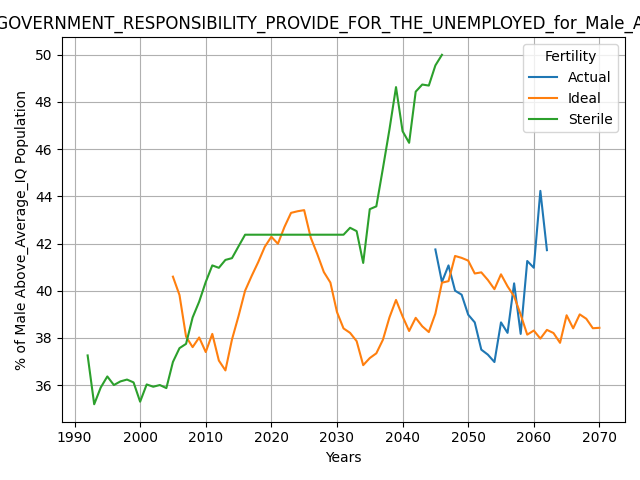 GOVERNMENT_RESPONSIBILITY_PROVIDE_FOR_THE_UNEMPLOYED_for_Male_A
50
48
46
44
42
40
38
36
% of Male Above_Average_IQ Population
Fertility
Actual
Ideal
Sterile
1990
2000
2010
2020
2030
2040
2050
2060
2070
Years